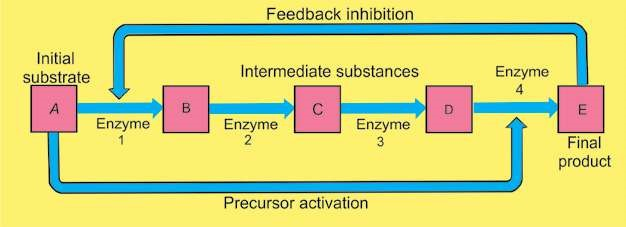 Feedback inhibition
Initial
substrate
Intermediate substances
Enzyme
4
A
B
C
D
E
Enzyme
1
Enzyme
2
Enzyme
3
Final
product
Precursor activation